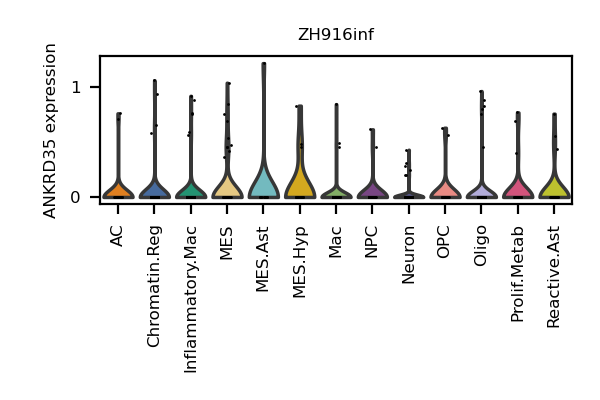 ZH916inf
ANKRD35 expression
1
0
AC
Chromatin.Reg
Inflammatory.Mac
MES
MES.Ast
MES.Hyp
Mac
NPC
Neuron
OPC
Oligo
Prolif.Metab
Reactive.Ast